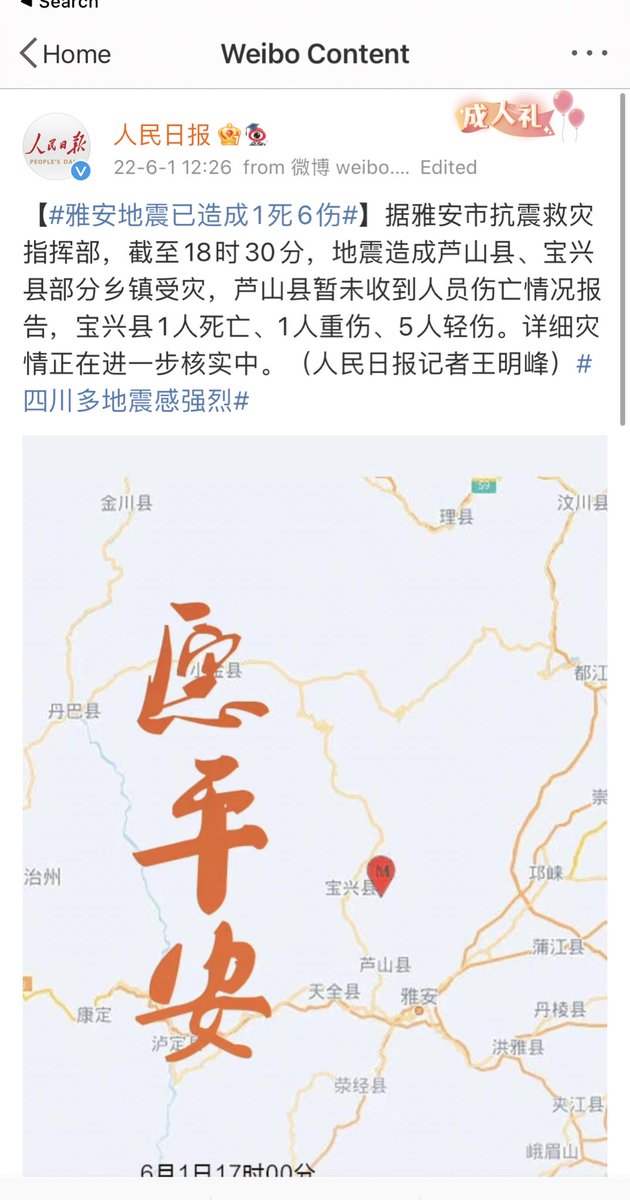 Search
Home
Weibo Content
人民日报
PEOPLE'S DA
人民日报
成人礼
22-6-1 12:26 from 微博 weibo.... Edited
【#雅安地震已造成1死6伤#】据雅安市抗震救灾
指挥部，截至18时30分，地震造成芦山县、宝兴
县部分乡镇受灾，芦山县暂未收到人员伤亡情况报
告，宝兴县1人死亡、1人重伤、5人轻伤。详细灾
情正在进一步核实中。（人民日报记者王明峰）#
四川多地震感强烈#
S9
金川县
理县
汶川县
愿平安
小金县
都江
丹巴县
崇
治州
宝兴县
M
邛崃
芦山县
蒲江县
天全县
雅安
丹棱县
康定
泸定县
洪雅县
荥经县
夹江县
峨眉山
6月1日17时00分